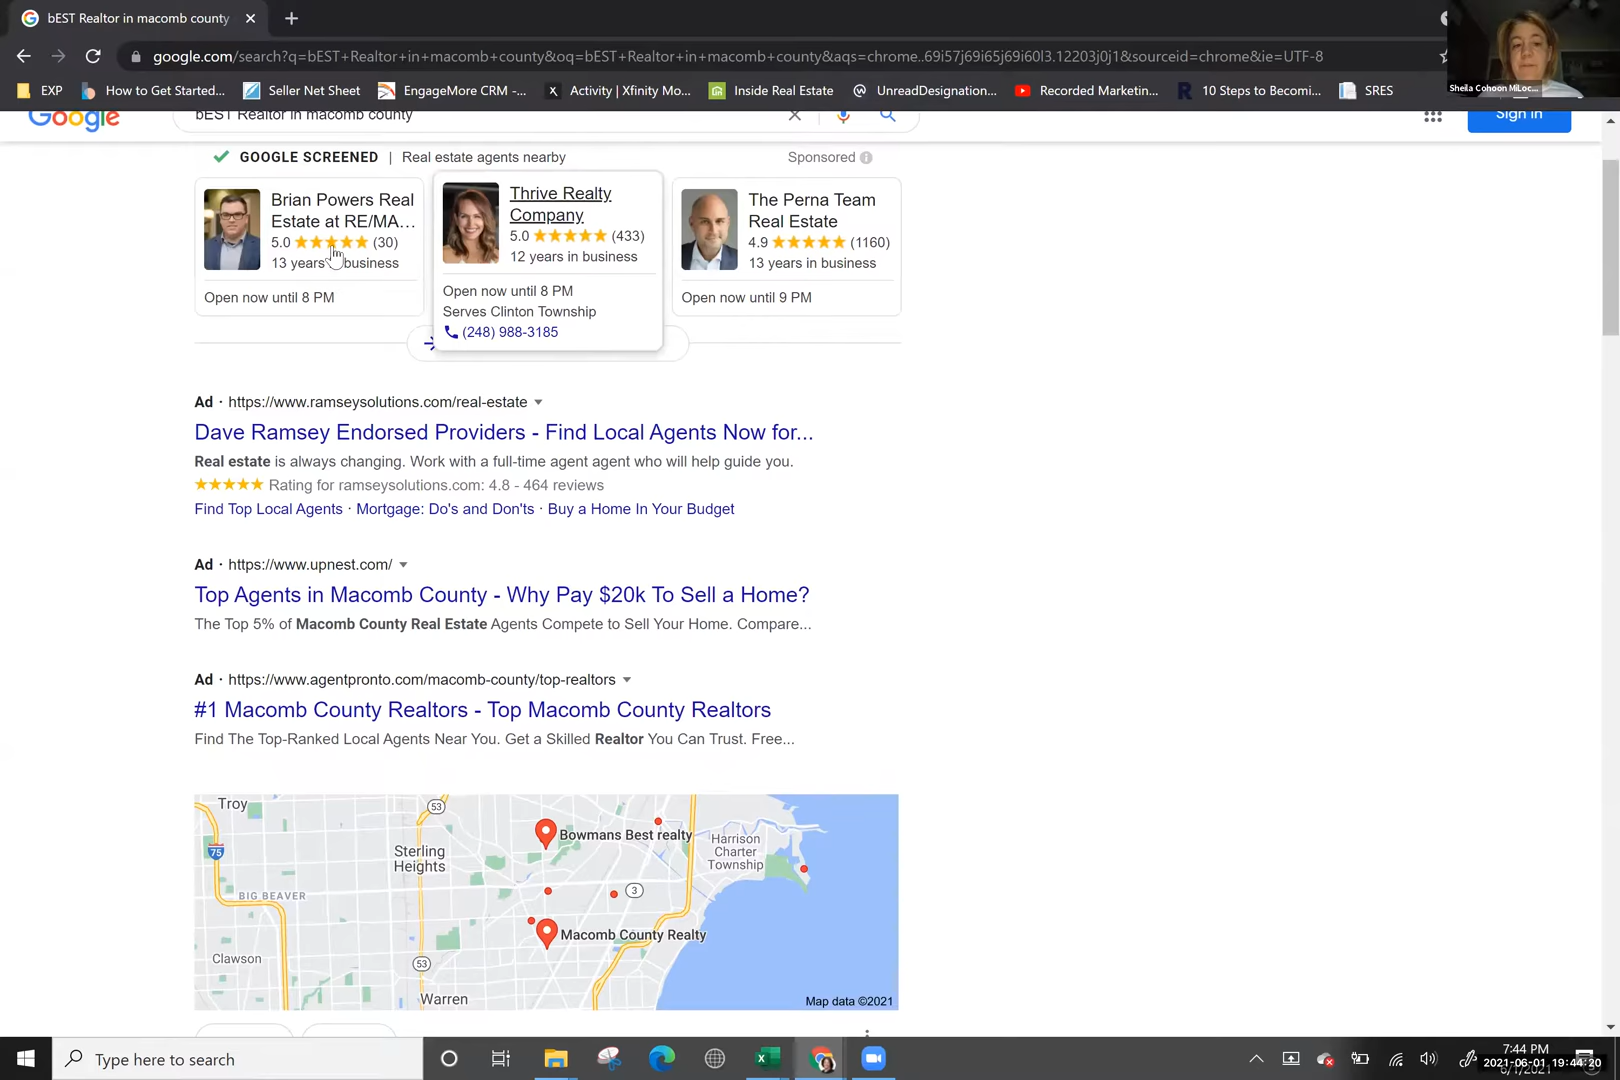 bEST Realtor in macomb county
google.com/search?q=bEST+Realtor+in+macomb+county&oq=bEST+Realtor+in+macomb+county&aqs=chrome..69i57j69i65j69i60l3.12203j0j1&sourceid=chrome&ie=UTF-8
EXP How to Get Started... Seller Net Sheet EngageMore CRM -... Activity | Xfinity Mo... Inside Real Estate UnreadDesignation... Recorded Marketin... 10 Steps to Becomi... SRES
Sheila Cohoon MiLoc...
Google bEST Realtor in macomb county Sign in
GOOGLE SCREENED | Real estate agents nearby Sponsored
Brian Powers Real
Estate at RE/MA...
5.0 (30)
13 years business
Open now until 8 PM
Thrive Realty
Company
5.0 (433)
12 years in business
Open now until 8 PM
Serves Clinton Township
(248) 988-3185
The Perna Team
Real Estate
4.9 (1160)
13 years in business
Open now until 9 PM
Ad · https://www.ramseysolutions.com/real-estate
Dave Ramsey Endorsed Providers - Find Local Agents Now for...
Real estate is always changing. Work with a full-time agent agent who will help guide you.
Rating for ramseysolutions.com: 4.8 - 464 reviews
Find Top Local Agents · Mortgage: Do's and Don'ts · Buy a Home In Your Budget
Ad · https://www.upnest.com/
Top Agents in Macomb County - Why Pay $20k To Sell a Home?
The Top 5% of Macomb County Real Estate Agents Compete to Sell Your Home. Compare...
Ad · https://www.agentpronto.com/macomb-county/top-realtors
#1 Macomb County Realtors - Top Macomb County Realtors
Find The Top-Ranked Local Agents Near You. Get a Skilled Realtor You Can Trust. Free...
Troy
53
Bowmans Best realty
75
Sterling
Heights
Harrison
Charter
Township
BIG BEAVER
3
Macomb County Realty
Clawson
53
Warren
Map data ©2021
Type here to search
7:44 PM
2021-06-01 19:44:20